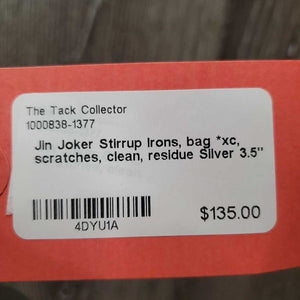 The Tack Collector
1000838-1377
Jin Joker Stirrup Irons, bag *xc,
scratches, clean, residue Silver 3.5"
4DYU1A
$135.00